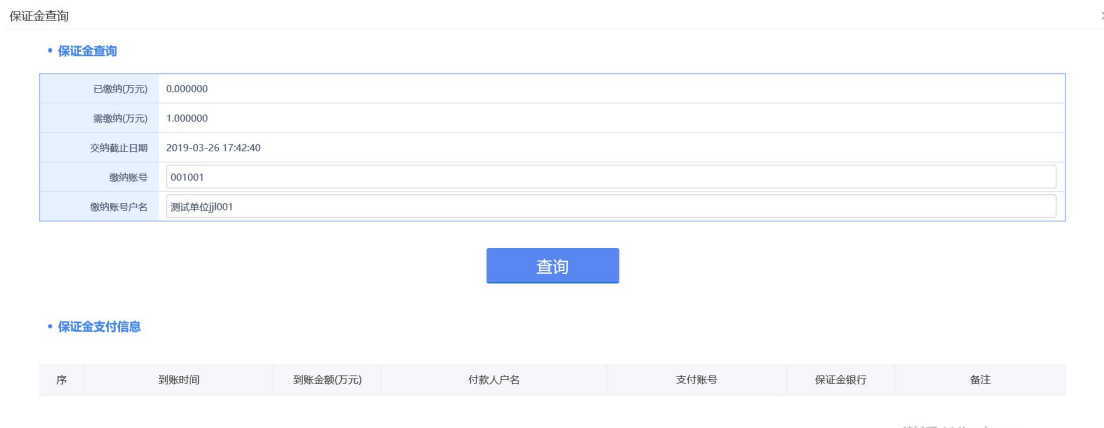 保证金查询
• 保证金查询
已缴纳(万元) 0.000000
需缴纳(万元) 1.000000
交纳截止日期 2019-03-26 17:42:40
缴纳账号 001001
缴纳账号户名 测试单位jjl001
查询
• 保证金支付信息
序 到账时间 到账金额(万元) 付款人户名 支付账号 保证金银行 备注